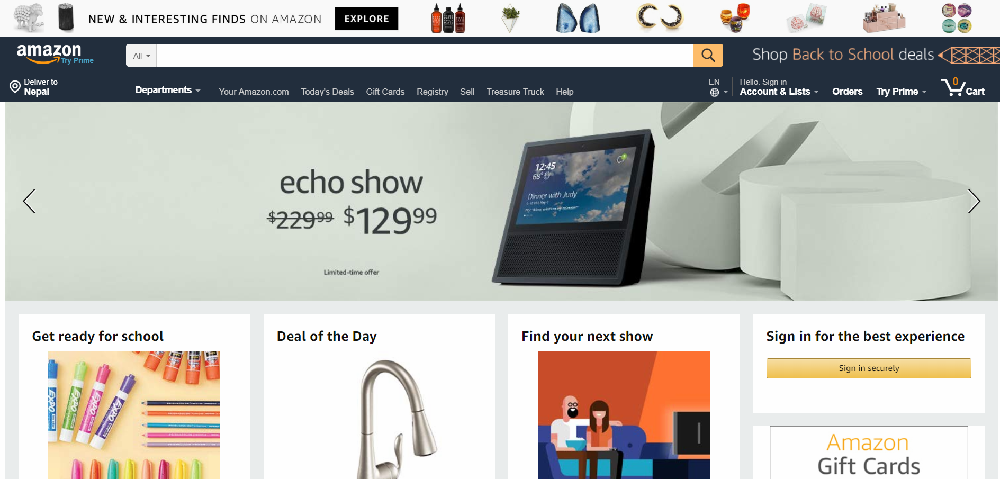 NEW & INTERESTING FINDS ON AMAZON
EXPLORE
amazon
Try Prime
All
Shop Back to School deals
Deliver to
Nepal
Departments
Your Amazon.com
Today's Deals
Gift Cards
Registry
Sell
Treasure Truck
Help
EN
Hello. Sign in
Account & Lists
Orders
Try Prime
0
Cart
echo show
$229.99 $129.99
Limited-time offer
12:45
68°
Dinner with Judy
Get ready for school
Deal of the Day
Find your next show
Sign in for the best experience
Sign in securely
EXPO
EXPO
EXPO
EXPO
Amazon
Gift Cards